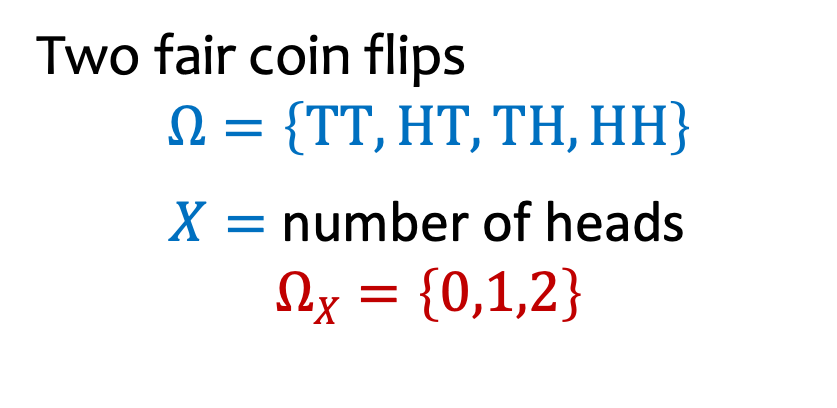 Two fair coin flips
Ω = {TT, HT, TH, HH}
X = number of heads
Ω_X = {0,1,2}